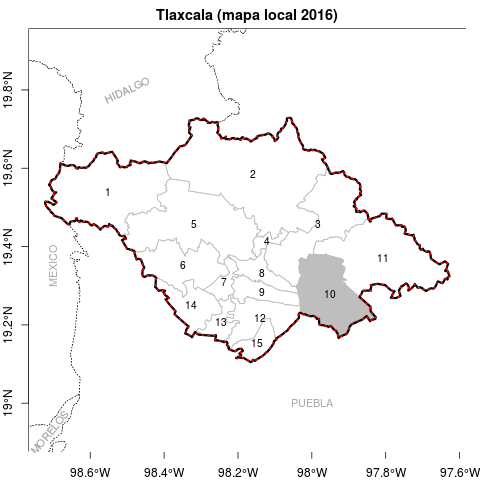 Tlaxcala (mapa local 2016)
HIDALGO
19.8°N
19.6°N
19.4°N
19.2°N
19°N
MEXICO
MORELOS
PUEBLA
1
2
3
4
5
6
7
8
9
10
11
12
13
14
15
98.6°W
98.4°W
98.2°W
98°W
97.8°W
97.6°W